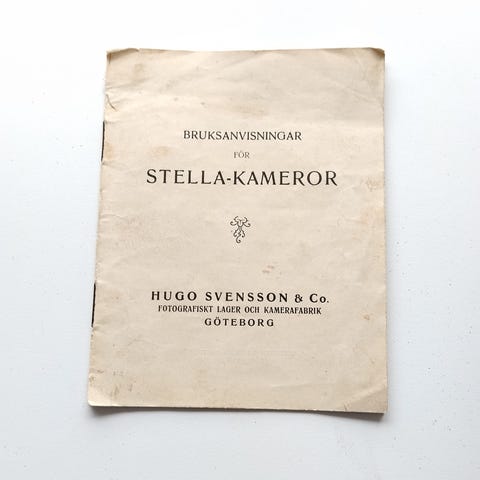 BRUKSANVISNINGAR
FÖR
STELLA-KAMEROR
HUGO SVENSSON & Co.
FOTOGRAFISKT LAGER OCH KAMERAFABRIK
GÖTEBORG